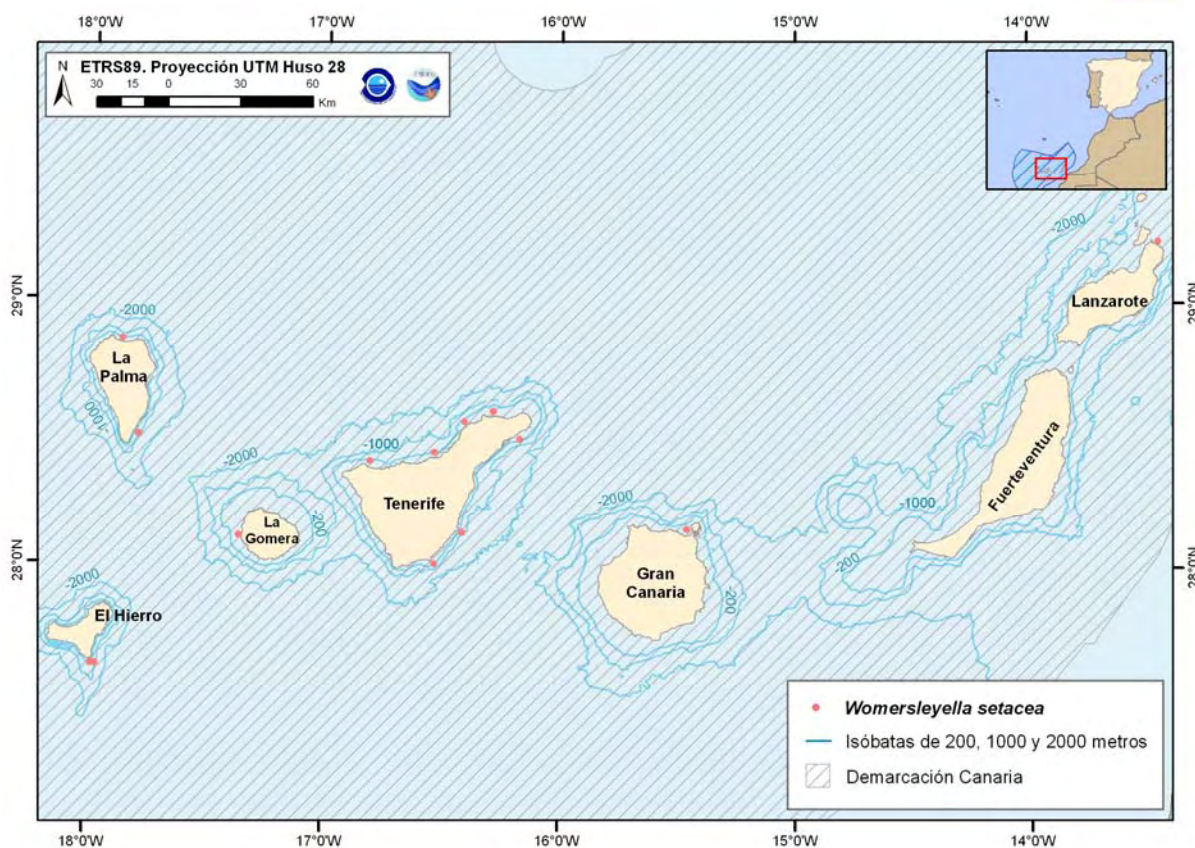 18°0'W 17°0'W 16°0'W 15°0'W 14°0'W
N ETRS89. Proyección UTM Huso 28
30 15 0 30 60
Km
-2000
29°0'N
Lanzarote
29°0'N
-2000
La
Palma
-1000
Fuerteventura
-1000
-2000
Tenerife
-2000
-1000
La
Gomera
-200
28°0'N
-200
28°0'N
-2000
Gran
Canaria
-200
El Hierro
Womersleyella setacea
Isóbatas de 200, 1000 y 2000 metros
Demarcación Canaria
18°0'W 17°0'W 16°0'W 15°0'W 14°0'W